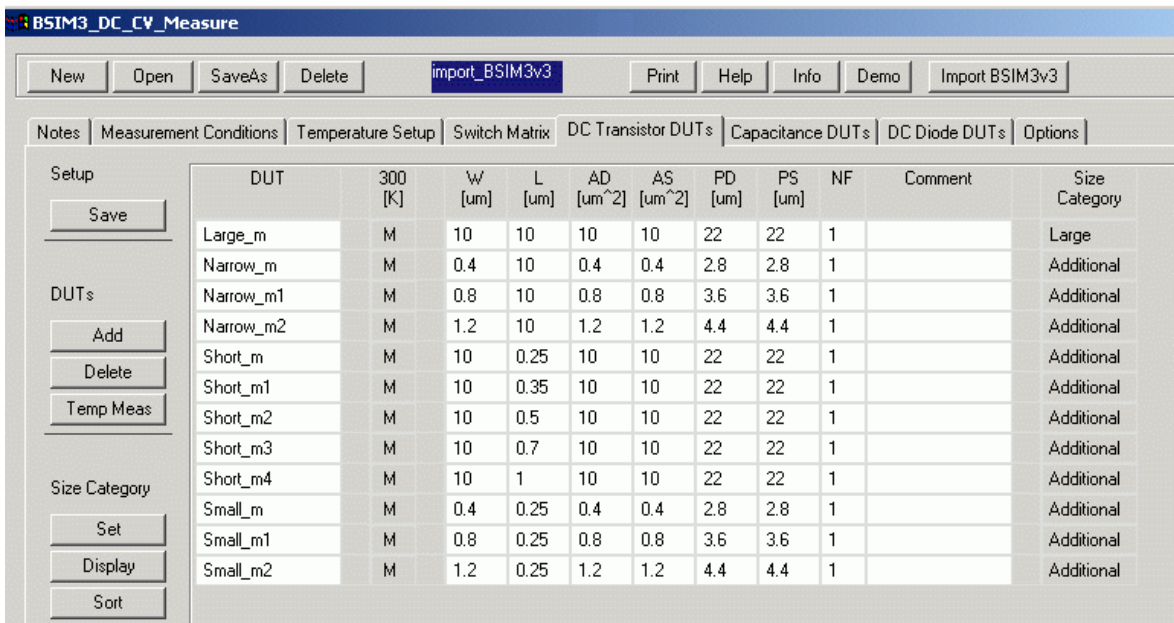 BSIM3_DC_CV_Measure
New Open SaveAs Delete import_BSIM3v3 Print Help Info Demo Import BSIM3v3
Notes Measurement Conditions Temperature Setup Switch Matrix DC Transistor DUTs Capacitance DUTs DC Diode DUTs Options
Setup
Save
DUTs
Add
Delete
Temp Meas
Size Category
Set
Display
Sort
DUT 300 W L AD AS PD PS NF Comment Size
[K] [um] [um] [um^2] [um^2] [um] [um] Category
Large_m M 10 10 10 10 22 22 1 Large
Narrow_m M 0.4 10 0.4 0.4 2.8 2.8 1 Additional
Narrow_m1 M 0.8 10 0.8 0.8 3.6 3.6 1 Additional
Narrow_m2 M 1.2 10 1.2 1.2 4.4 4.4 1 Additional
Short_m M 10 0.25 10 10 22 22 1 Additional
Short_m1 M 10 0.35 10 10 22 22 1 Additional
Short_m2 M 10 0.5 10 10 22 22 1 Additional
Short_m3 M 10 0.7 10 10 22 22 1 Additional
Short_m4 M 10 1 10 10 22 22 1 Additional
Small_m M 0.4 0.25 0.4 0.4 2.8 2.8 1 Additional
Small_m1 M 0.8 0.25 0.8 0.8 3.6 3.6 1 Additional
Small_m2 M 1.2 0.25 1.2 1.2 4.4 4.4 1 Additional